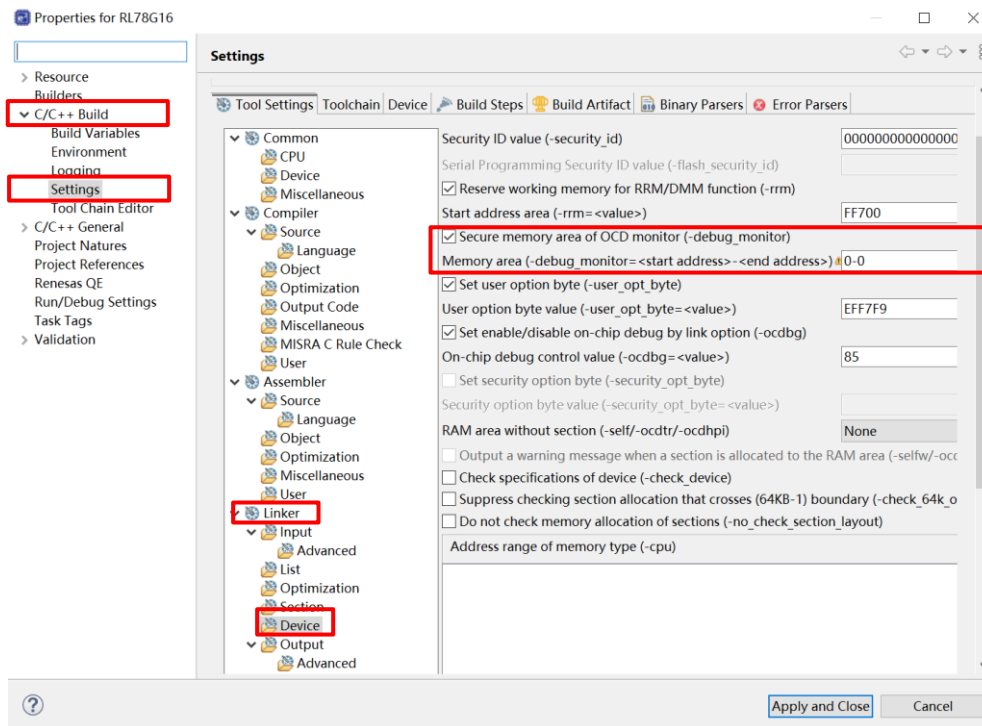 Properties for RL78G16
Settings
Resource
Builders
C/C++ Build
Build Variables
Environment
Logging
Settings
Tool Chain Editor
C/C++ General
Project Natures
Project References
Renesas QE
Run/Debug Settings
Task Tags
Validation
Tool Settings Toolchain Device Build Steps Build Artifact Binary Parsers Error Parsers
Common
CPU
Device
Miscellaneous
Compiler
Source
Language
Object
Optimization
Output Code
Miscellaneous
MISRA C Rule Check
User
Assembler
Source
Language
Object
Optimization
Miscellaneous
User
Linker
Input
Advanced
List
Optimization
Section
Device
Output
Advanced
Security ID value (-security_id) 0000000000000000
Serial Programming Security ID value (-flash_security_id)
Reserve working memory for RRM/DMM function (-rrm)
Start address area (-rrm=<value>) FF700
Secure memory area of OCD monitor (-debug_monitor)
Memory area (-debug_monitor=<start address>-<end address>) 0-0
Set user option byte (-user_opt_byte)
User option byte value (-user_opt_byte=<value>) EFF7F9
Set enable/disable on-chip debug by link option (-ocdbg)
On-chip debug control value (-ocdbg=<value>) 85
Set security option byte (-security_opt_byte)
Security option byte value (-security_opt_byte=<value>)
RAM area without section (-self/-ocdtr/-ocdhpi) None
Output a warning message when a section is allocated to the RAM area (-selfw/-ocd
Check specifications of device (-check_device)
Suppress checking section allocation that crosses (64KB-1) boundary (-check_64k_o
Do not check memory allocation of sections (-no_check_section_layout)
Address range of memory type (-cpu)
Apply and Close Cancel